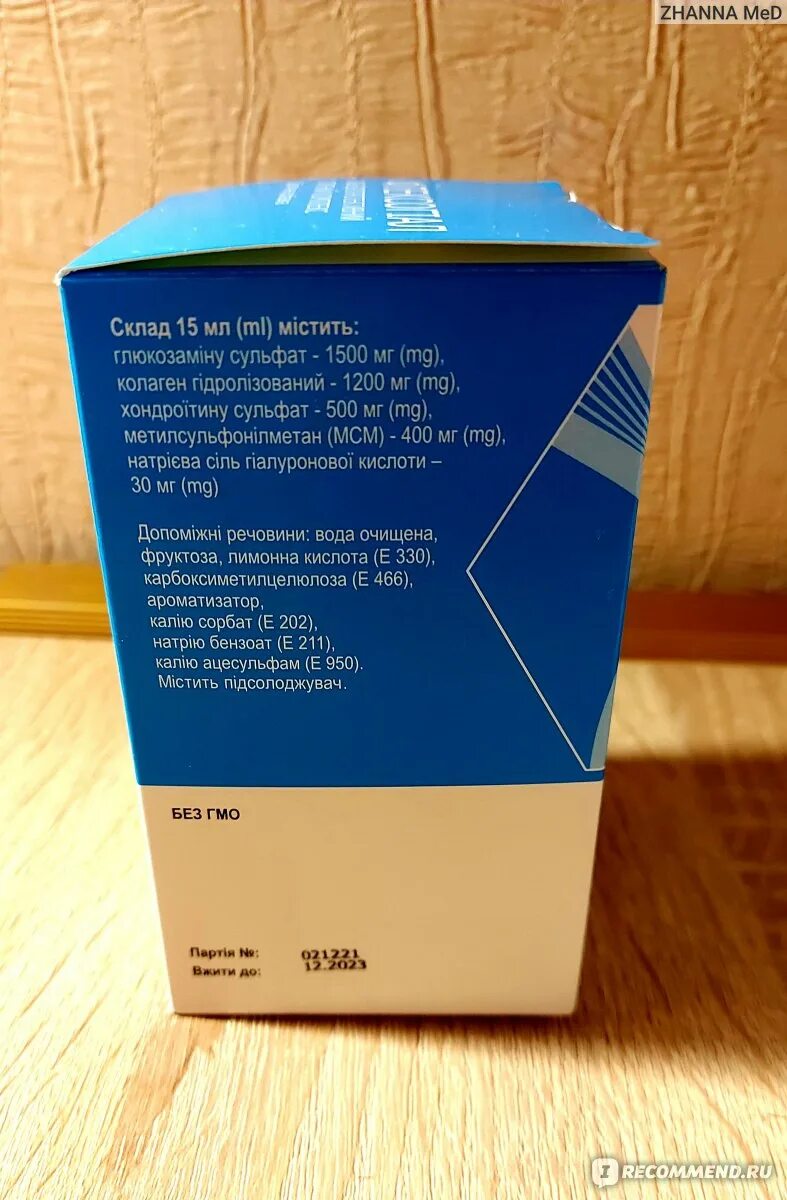 ZHANNA MeD
Склад 15 мл (ml) містить:
глюкозаміну сульфат - 1500 мг (mg),
колаген гідролізований - 1200 мг (mg),
хондроїтину сульфат - 500 мг (mg),
метилсульфонілметан (МСМ) - 400 мг (mg),
натрієва сіль гіалуронової кислоти –
30 мг (mg)
Допоміжні речовини: вода очищена,
фруктоза, лимонна кислота (Е 330),
карбоксиметилцелюлоза (Е 466),
ароматизатор,
калію сорбат (Е 202),
натрію бензоат (Е 211),
калію ацесульфам (Е 950).
Містить підсолоджувач.
БЕЗ ГМО
Партія №: 021221
Вжити до: 12.2023
IRECOMMEND.RU